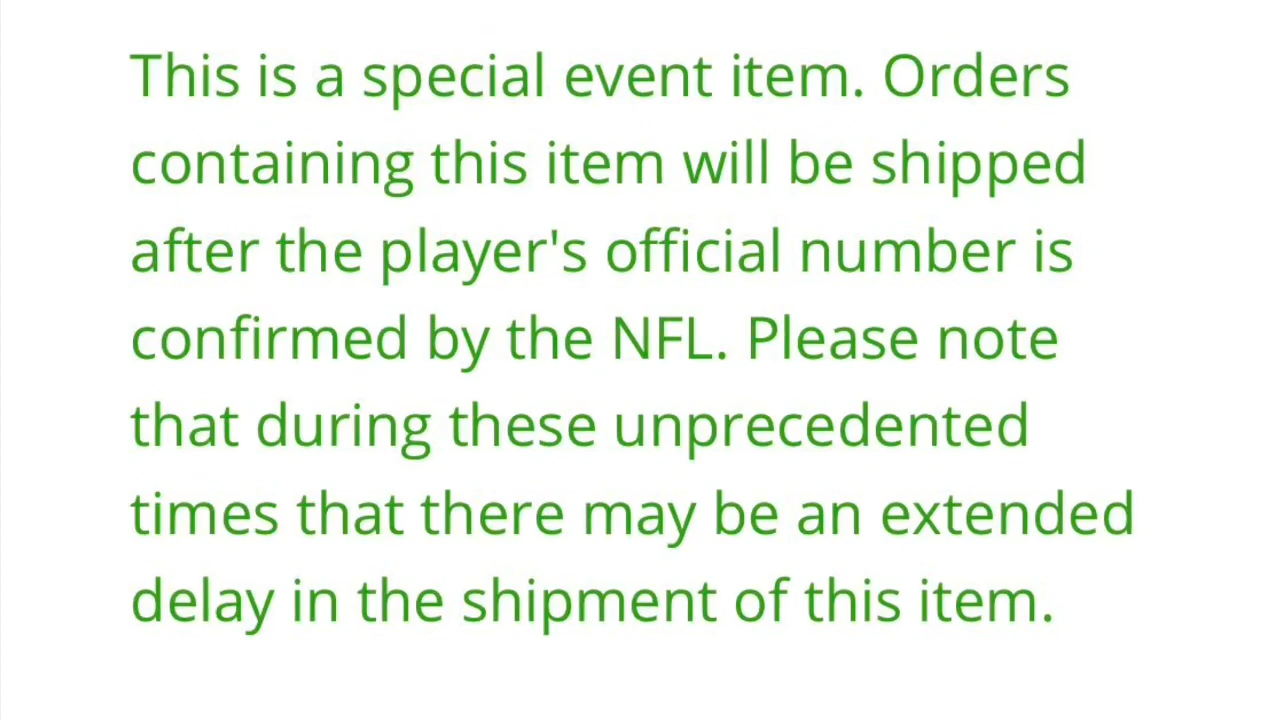 This is a special event item. Orders
containing this item will be shipped
after the player's official number is
confirmed by the NFL. Please note
that during these unprecedented
times that there may be an extended
delay in the shipment of this item.